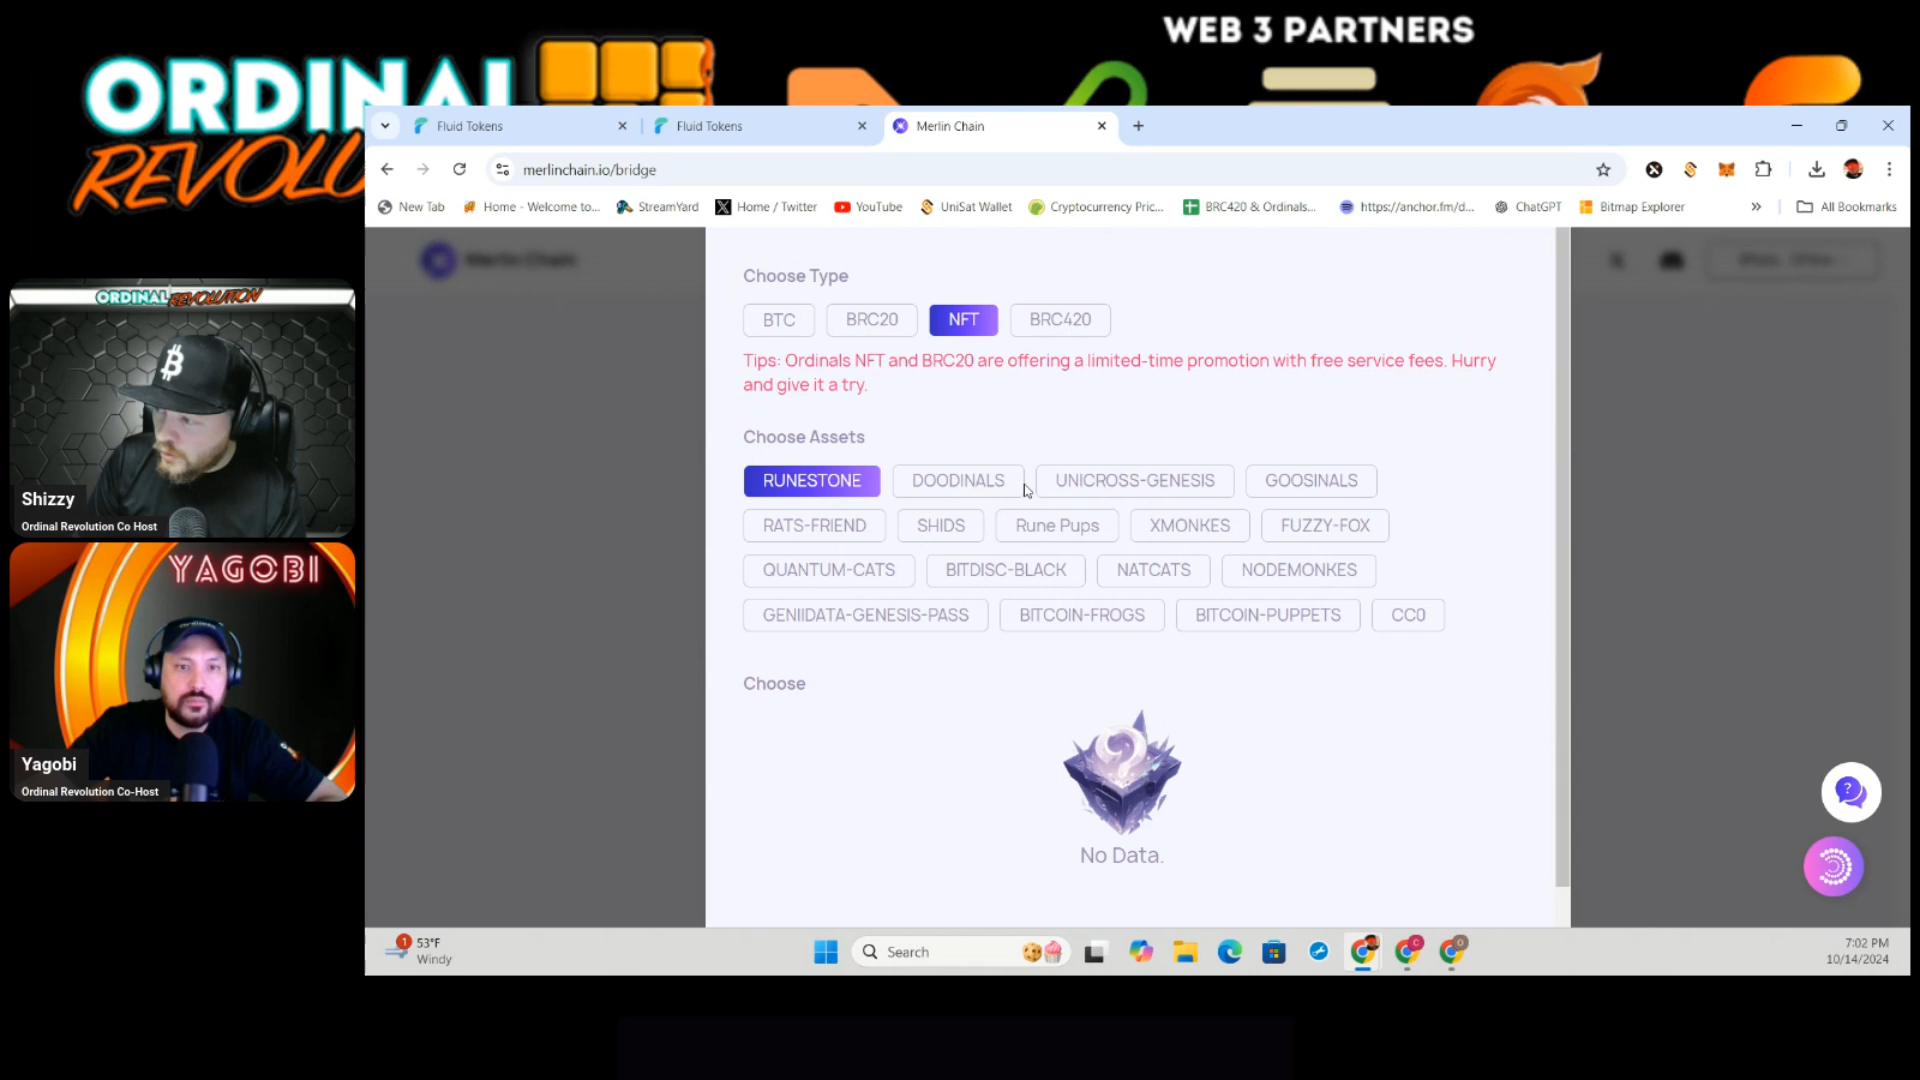 WEB 3 PARTNERS
ORDINAL
REVOLU
Fluid Tokens
Fluid Tokens
Merlin Chain
merlinchain.io/bridge
New Tab
Home - Welcome to...
StreamYard
Home / Twitter
YouTube
UniSat Wallet
Cryptocurrency Pric...
BRC420 & Ordinals...
https://anchor.fm/d...
ChatGPT
Bitmap Explorer
All Bookmarks
Merlin Chain
Choose Type
BTC
BRC20
NFT
BRC420
Tips: Ordinals NFT and BRC20 are offering a limited-time promotion with free service fees. Hurry
and give it a try.
Choose Assets
RUNESTONE
DOODINALS
UNICROSS-GENESIS
GOOSINALS
RATS-FRIEND
SHIDS
Rune Pups
XMONKES
FUZZY-FOX
QUANTUM-CATS
BITDISC-BLACK
NATCATS
NODEMONKES
GENIIDATA-GENESIS-PASS
BITCOIN-FROGS
BITCOIN-PUPPETS
CC0
Choose
No Data.
ORDINAL REVOLUTION
Shizzy
Ordinal Revolution Co Host
YAGOBI
Yagobi
Ordinal Revolution Co-Host
1
53°F
Windy
Search
7:02 PM
10/14/2024